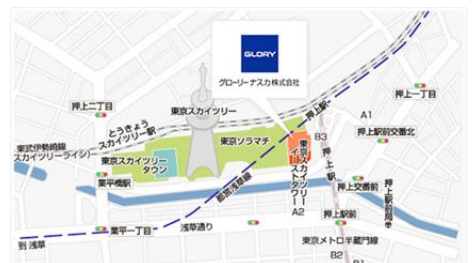 GLORY
グローリーナスカ株式会社
押上二丁目
とうきょう
スカイツリー駅
東京スカイツリー
押上駅
A1
押上一丁目
B3
押上駅前交番北
東武伊勢崎線
スカイツリーライン
東京スカイツリー
タウン
東京ソラマチ
東京スカイツリー
イーストタワー
押上駅
業平橋駅
都営浅草線
A2
押上交番前
押上駅前
業平一丁目
浅草通り
到 浅草
東京メトロ半蔵門線
B2
B1